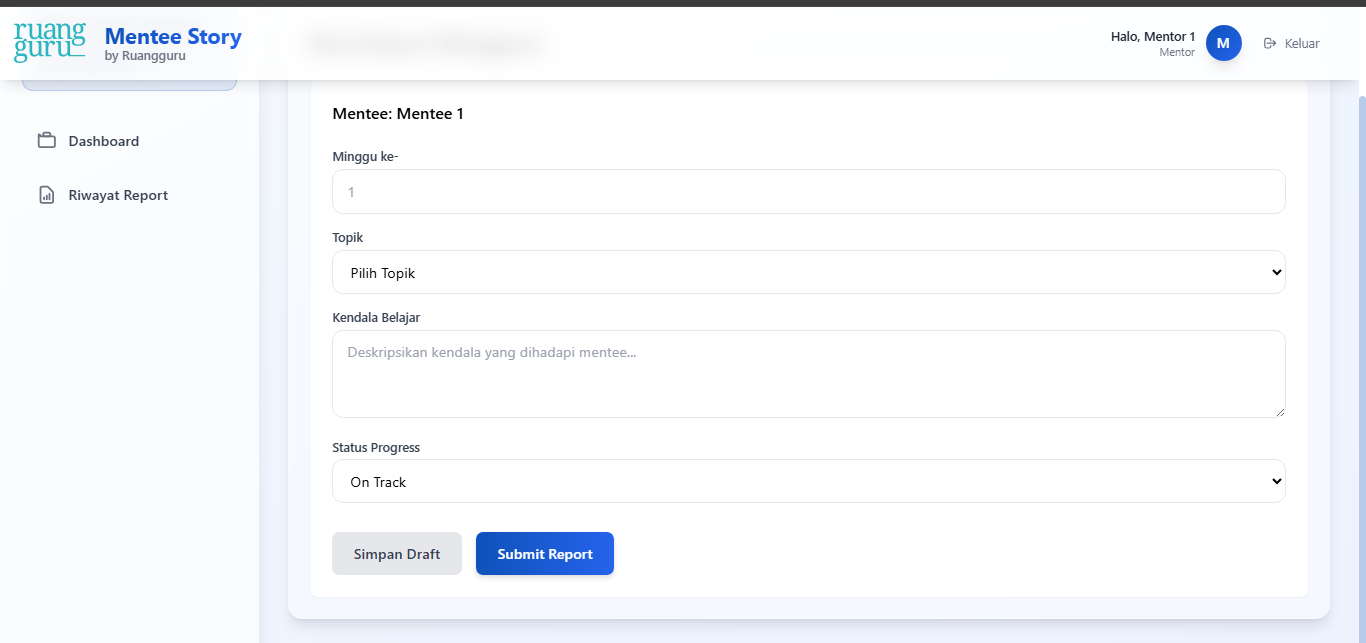 ruang
guru
Mentee Story
by Ruangguru
Halo, Mentor 1
Mentor
M
Keluar
Dashboard
Riwayat Report
Mentee: Mentee 1
Minggu ke-
1
Topik
Pilih Topik
Kendala Belajar
Deskripsikan kendala yang dihadapi mentee...
Status Progress
On Track
Simpan Draft
Submit Report